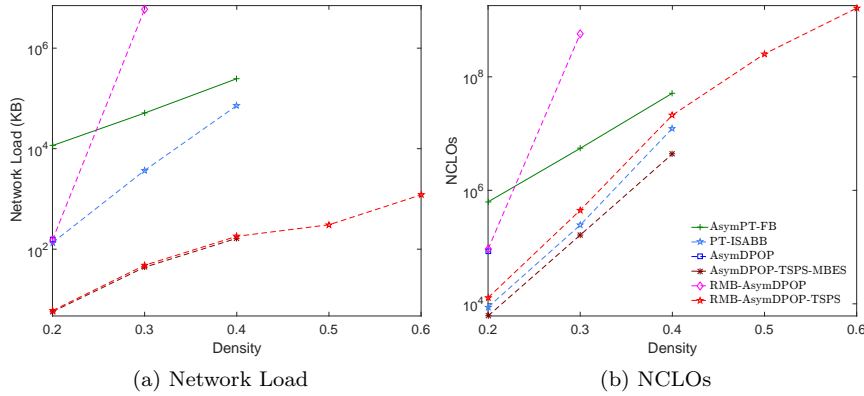 Network Load (KB)
10^6
10^4
10^2
0.2 0.3 0.4 0.5 0.6
Density
(a) Network Load
NCLOs
10^8
10^6
10^4
AsymPT-FB
PT-ISABB
AsymDPOP
AsymDPOP-TSPS-MBES
RMB-AsymDPOP
RMB-AsymDPOP-TSPS
0.2 0.3 0.4 0.5 0.6
Density
(b) NCLOs